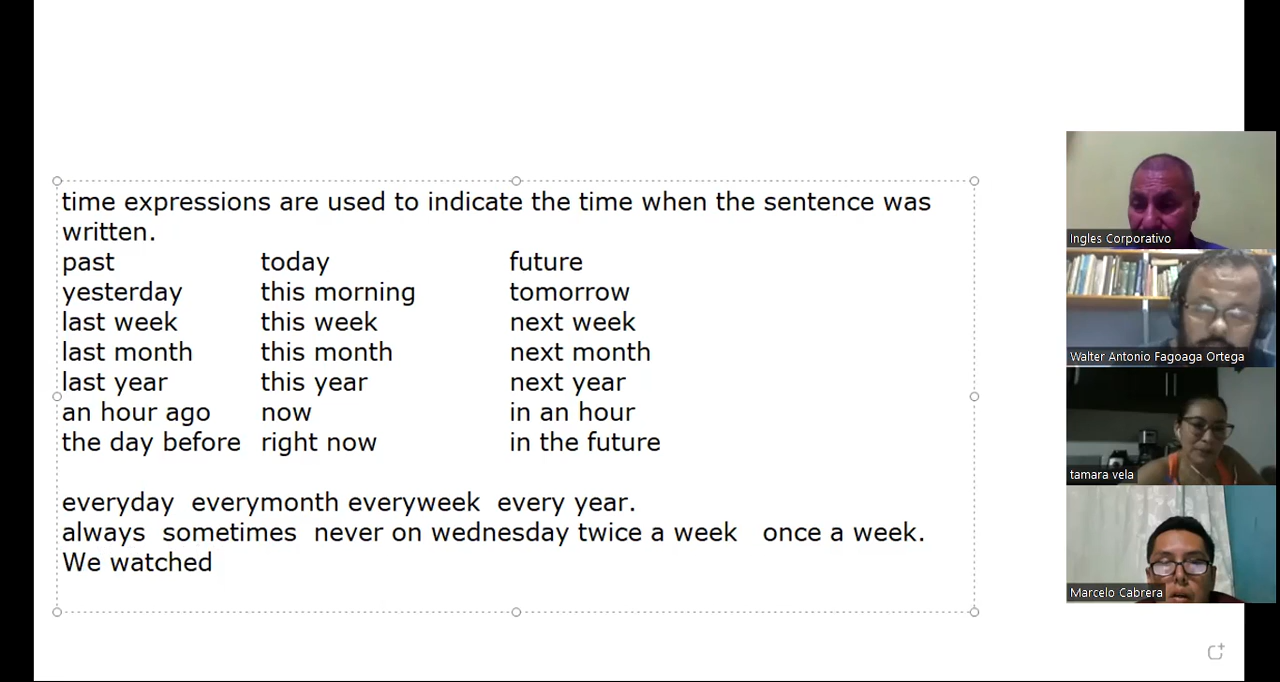 time expressions are used to indicate the time when the sentence was
written.
past today future
yesterday this morning tomorrow
last week this week next week
last month this month next month
last year this year next year
an hour ago now in an hour
the day before right now in the future
everyday everymonth everyweek every year.
always sometimes never on wednesday twice a week once a week.
We watched
Ingles Corporativo
Walter Antonio Fagoaga Ortega
tamara vela
Marcelo Cabrera